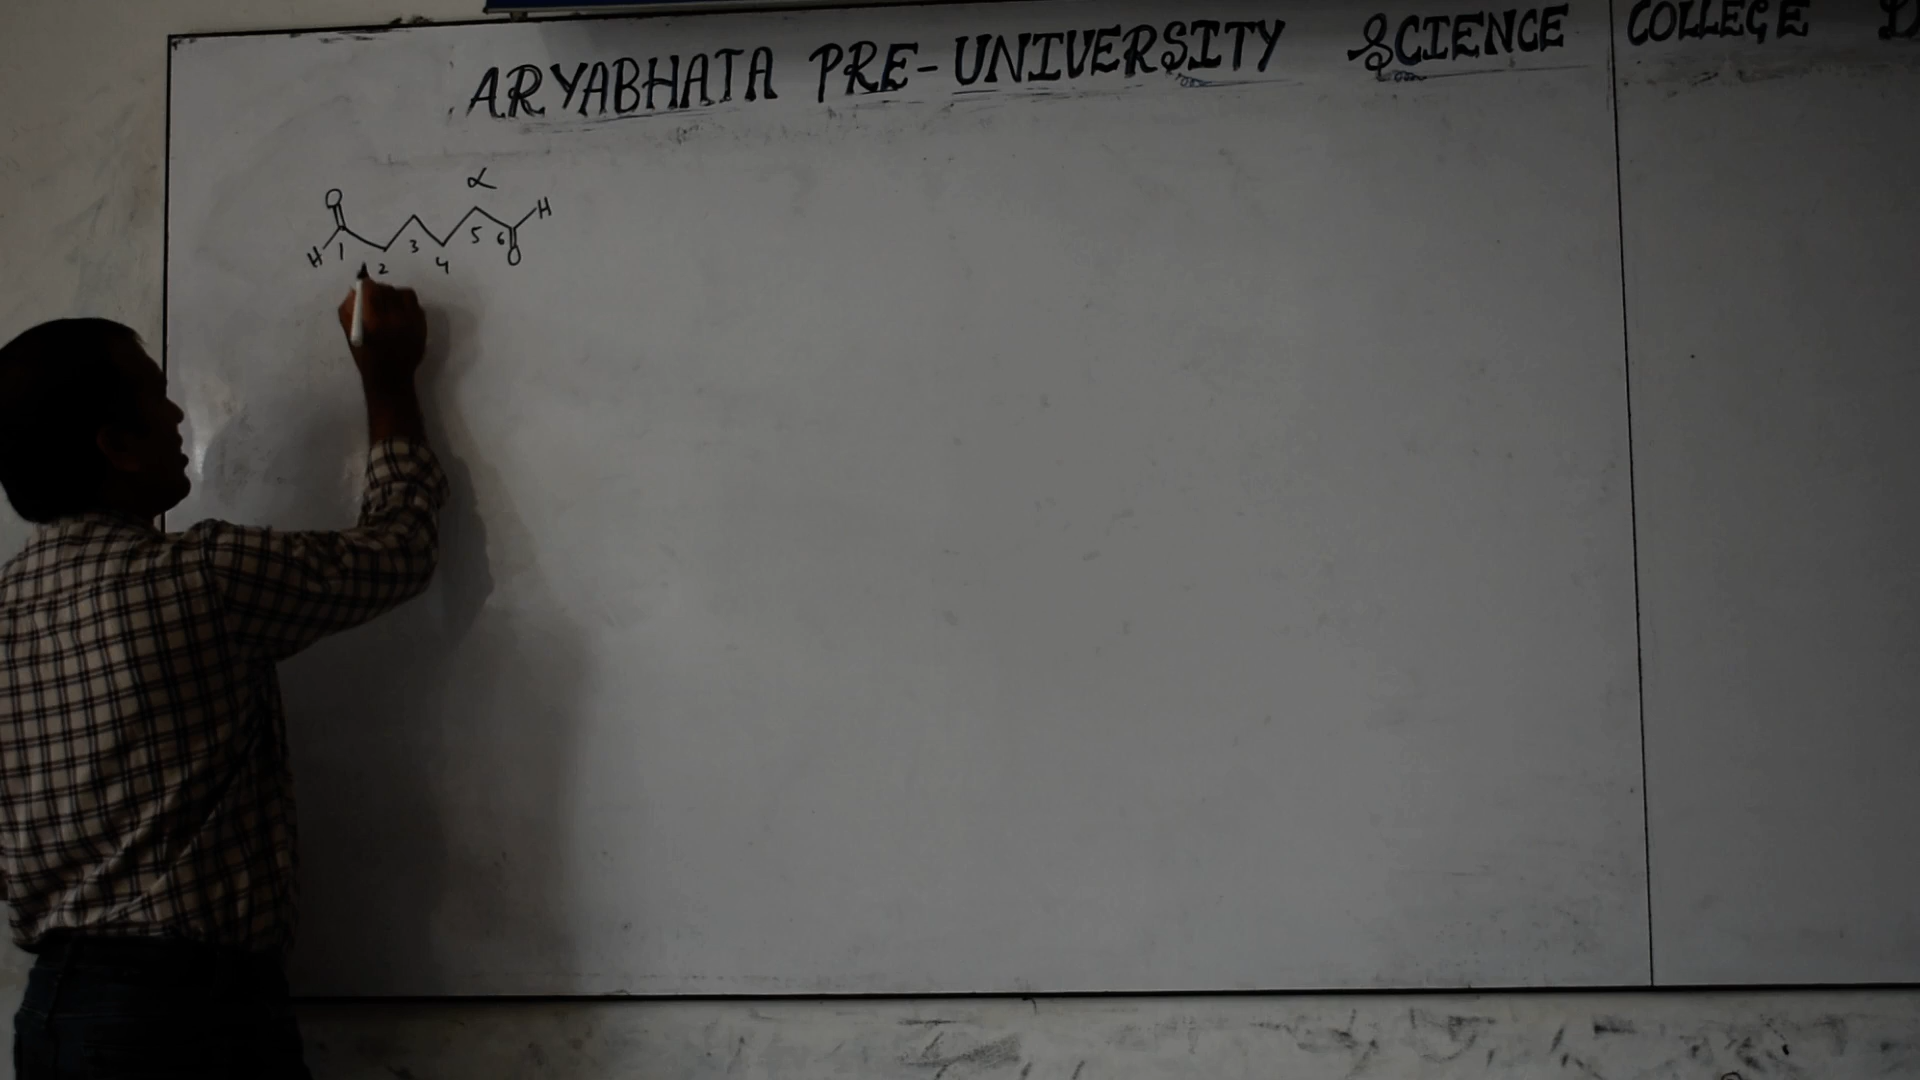 ARYABHATA PRE-UNIVERSITY SCIENCE COLLEGE
α
O
H
H 1 2 3 4 5 6
O